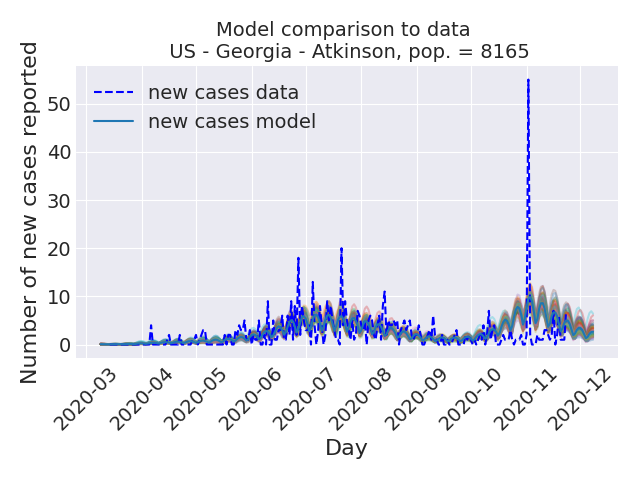 Model comparison to data
US - Georgia - Atkinson, pop. = 8165
Number of new cases reported
new cases data
new cases model
50
40
30
20
10
0
2020-03
2020-04
2020-05
2020-06
2020-07
2020-08
2020-09
2020-10
2020-11
2020-12
Day